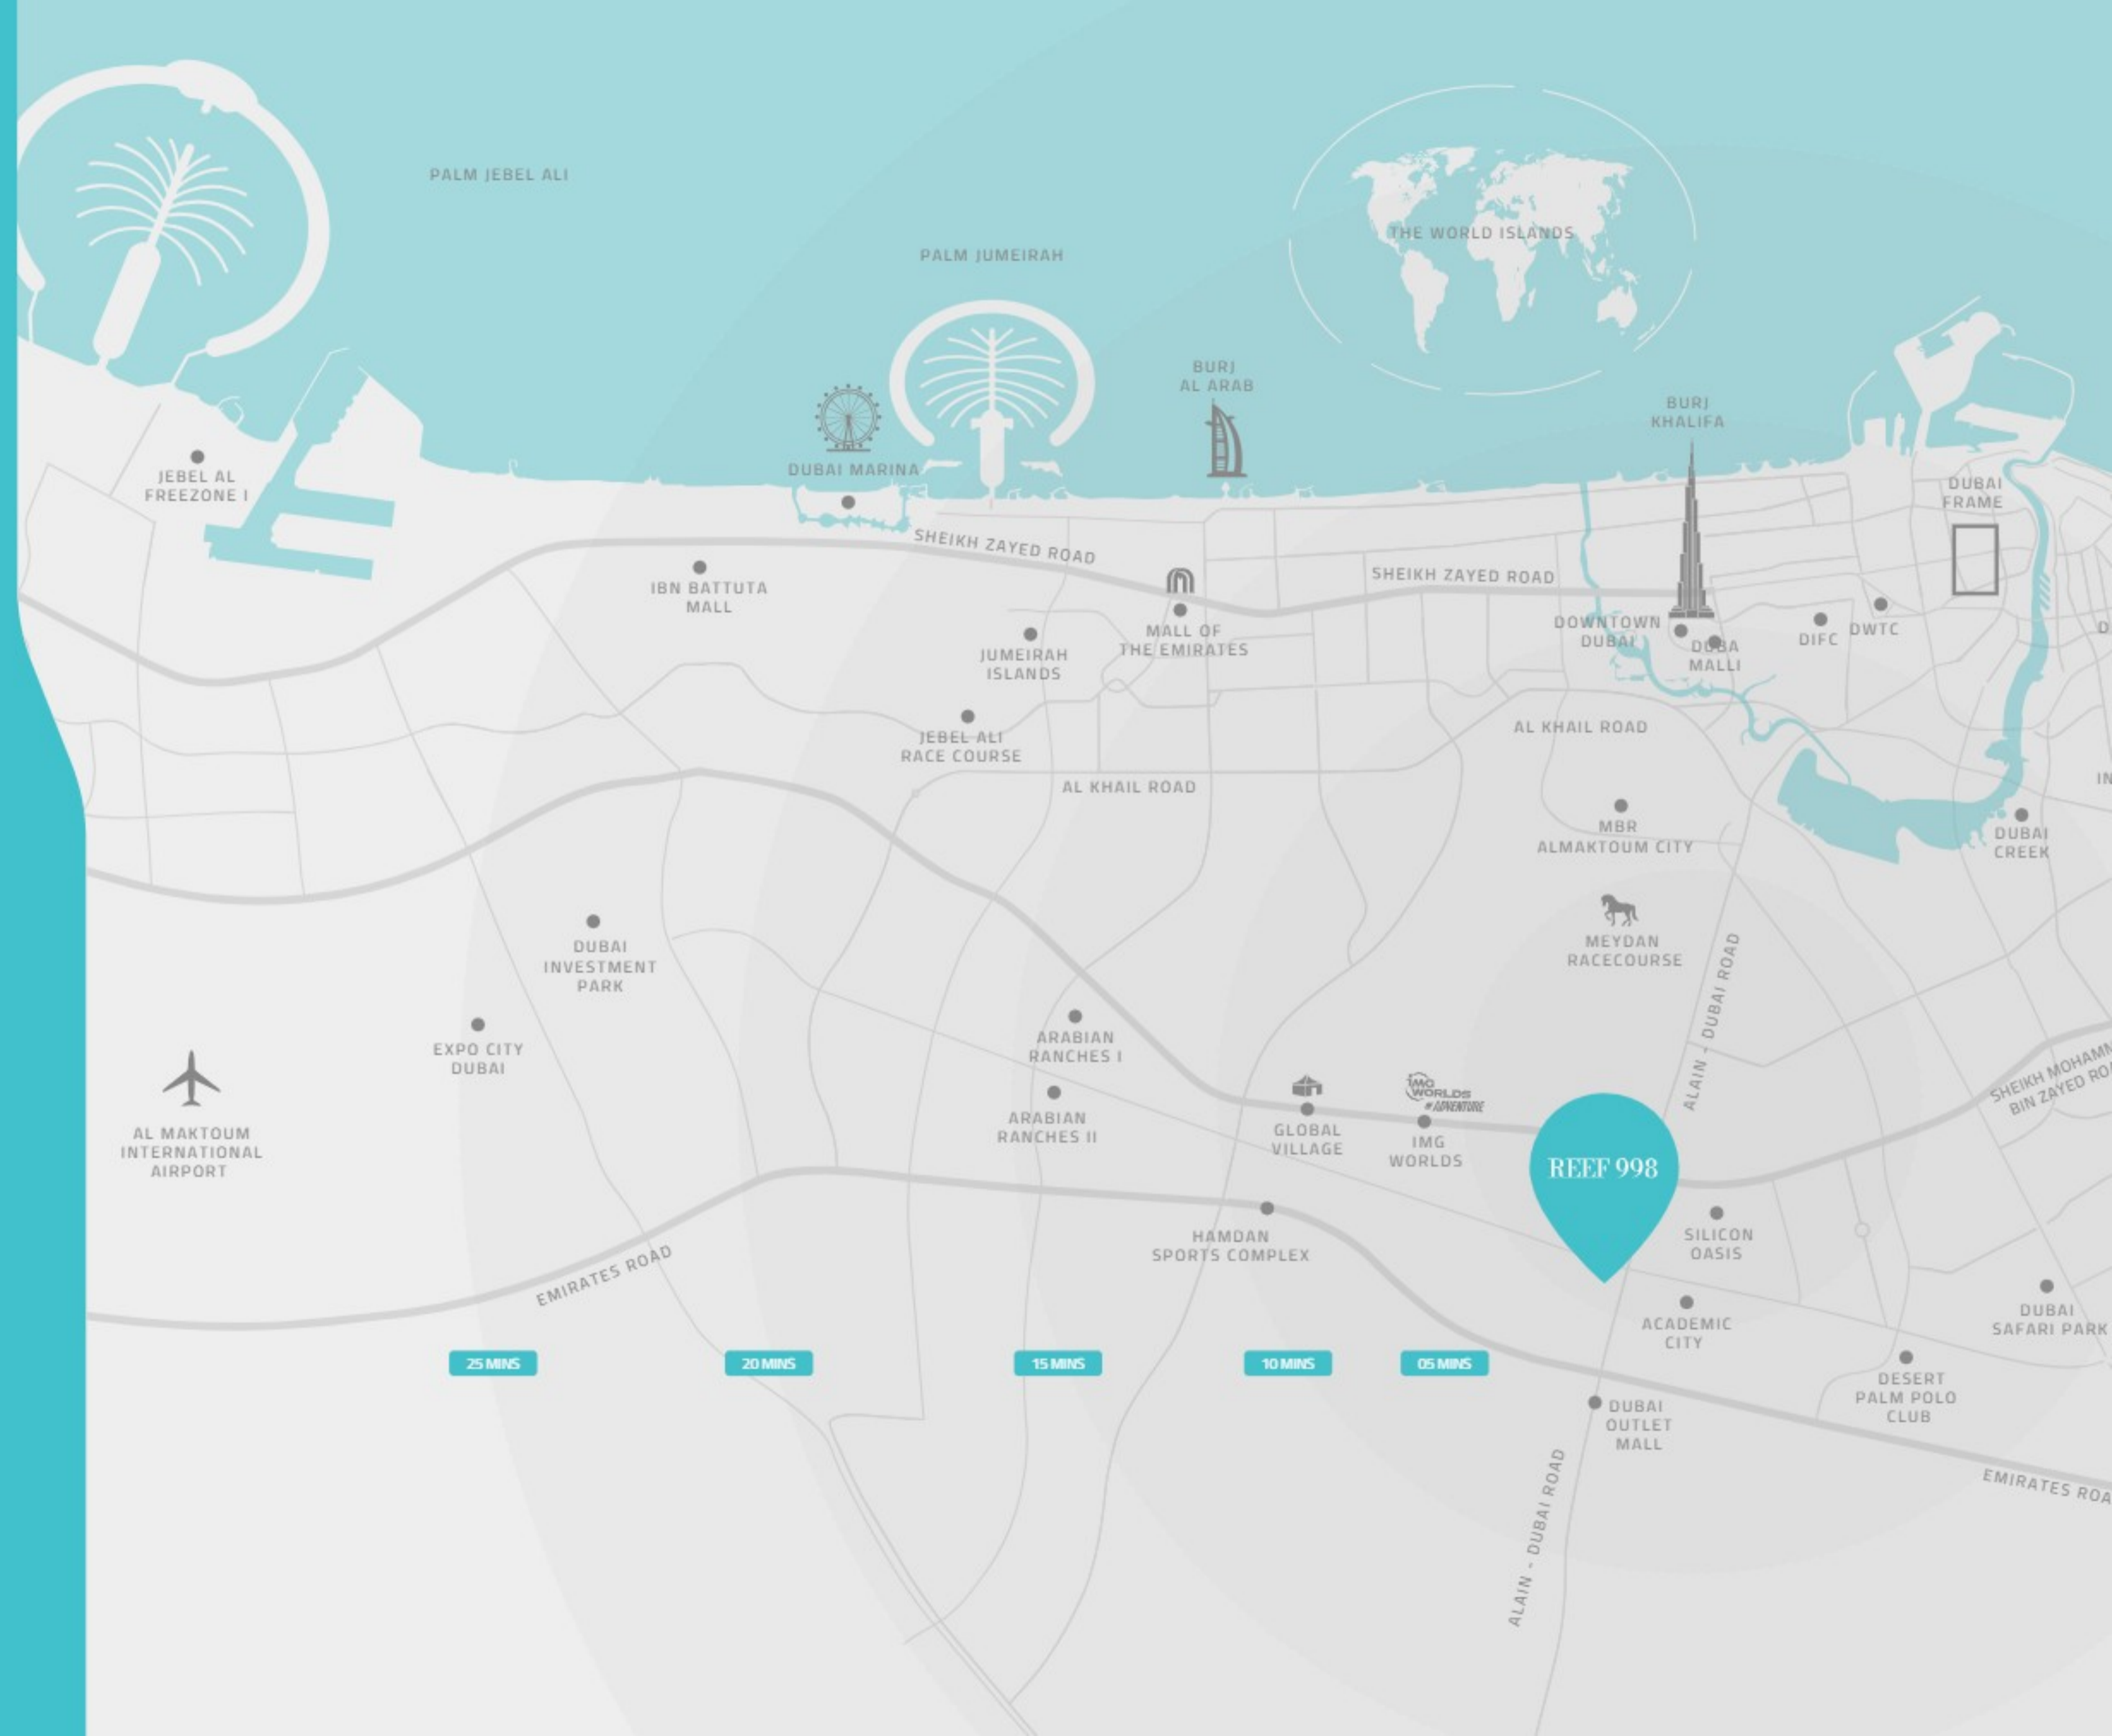 PALM JEBEL ALI
THE WORLD ISLANDS
PALM JUMEIRAH
BURJ
AL ARAB
BURJ
KHALIFA
JEBEL AL
FREEZONE I
DUBAI MARINA
DUBAI
FRAME
SHEIKH ZAYED ROAD
SHEIKH ZAYED ROAD
IBN BATTUTA
MALL
MALL OF
THE EMIRATES
JUMEIRAH
ISLANDS
DOWNTOWN
DUBAI
DUBA
MALLI
DIFC
DWTC
D
JEBEL ALI
RACE COURSE
AL KHAIL ROAD
AL KHAIL ROAD
IN
MBR
ALMAKTOUM CITY
DUBAI
CREEK
MEYDAN
RACECOURSE
ALAIN - DUBAI ROAD
DUBAI
INVESTMENT
PARK
EXPO CITY
DUBAI
ARABIAN
RANCHES I
ARABIAN
RANCHES II
SHEIKH MOHAMM
BIN ZAYED ROA
AL MAKTOUM
INTERNATIONAL
AIRPORT
GLOBAL
VILLAGE
IMG
WORLDS
of ADVENTURE
IMG
WORLDS
REEF 998
SILICON
OASIS
HAMDAN
SPORTS COMPLEX
EMIRATES ROAD
ACADEMIC
CITY
DUBAI
SAFARI PARK
25 MINS
20 MINS
15 MINS
10 MINS
05 MINS
DESERT
PALM POLO
CLUB
DUBAI
OUTLET
MALL
ALAIN - DUBAI ROAD
EMIRATES ROA